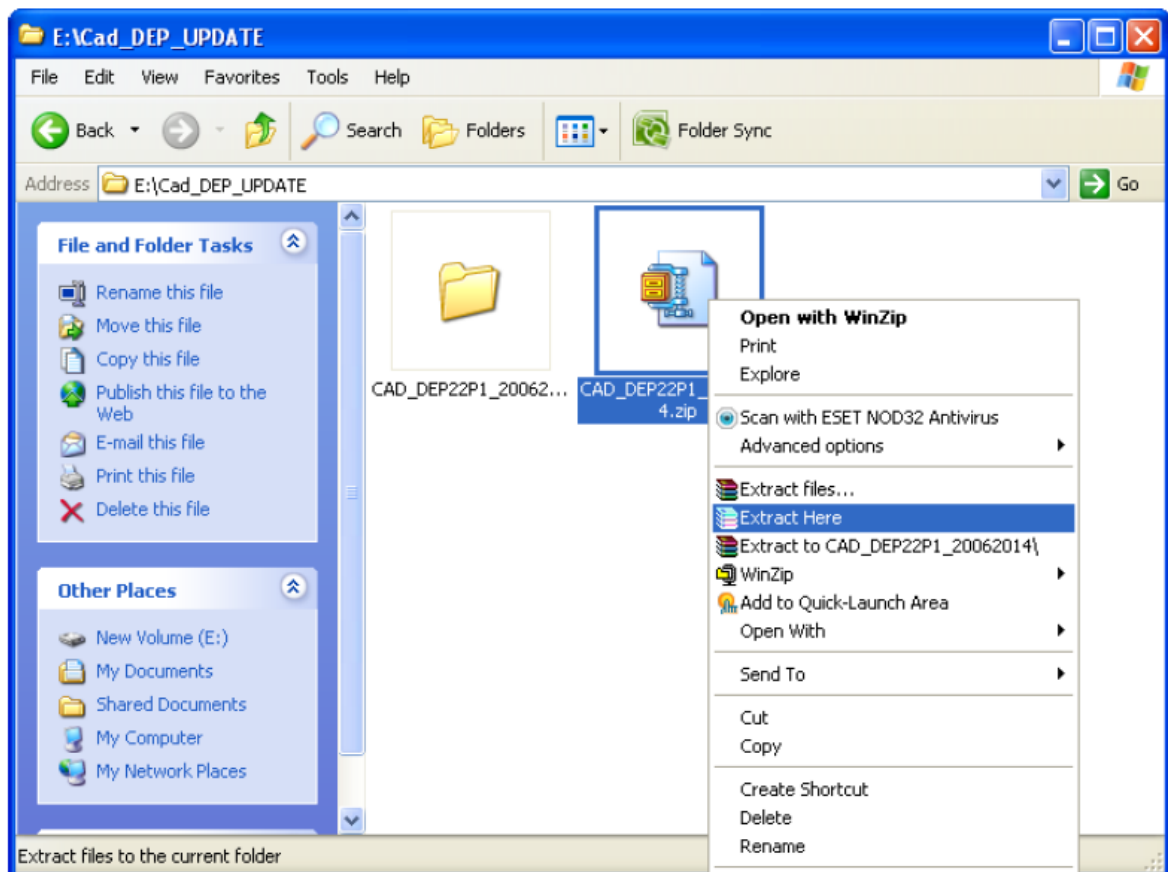 E:\Cad_DEP_UPDATE
File Edit View Favorites Tools Help
Back Search Folders Folder Sync
Address E:\Cad_DEP_UPDATE Go
File and Folder Tasks
Rename this file
Move this file
Copy this file
Publish this file to the
Web
E-mail this file
Print this file
Delete this file
Other Places
New Volume (E:)
My Documents
Shared Documents
My Computer
My Network Places
CAD_DEP22P1_20062...
CAD_DEP22P1_
4.zip
Open with WinZip
Print
Explore
Scan with ESET NOD32 Antivirus
Advanced options
Extract files...
Extract Here
Extract to CAD_DEP22P1_20062014\
WinZip
Add to Quick-Launch Area
Open With
Send To
Cut
Copy
Create Shortcut
Delete
Rename
Extract files to the current folder